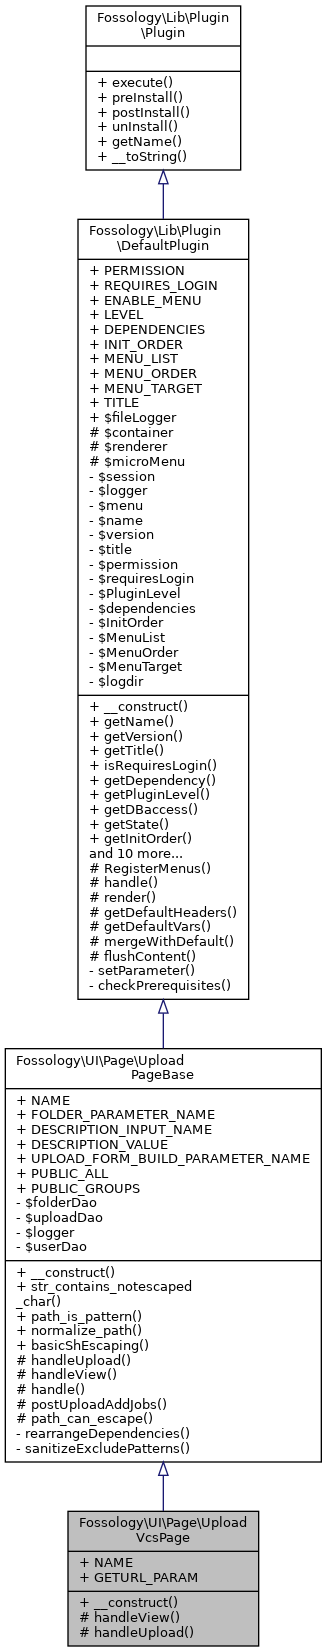 Fossology\Lib\Plugin
\Plugin
+ execute()
+ preInstall()
+ postInstall()
+ unInstall()
+ getName()
+ __toString()
Fossology\Lib\Plugin
\DefaultPlugin
+ PERMISSION
+ REQUIRES_LOGIN
+ ENABLE_MENU
+ LEVEL
+ DEPENDENCIES
+ INIT_ORDER
+ MENU_LIST
+ MENU_ORDER
+ MENU_TARGET
+ TITLE
+ $fileLogger
# $container
# $renderer
# $microMenu
- $session
- $logger
- $menu
- $name
- $version
- $title
- $permission
- $requiresLogin
- $PluginLevel
- $dependencies
- $InitOrder
- $MenuList
- $MenuOrder
- $MenuTarget
- $logdir
+ __construct()
+ getName()
+ getVersion()
+ getTitle()
+ isRequiresLogin()
+ getDependency()
+ getPluginLevel()
+ getDBaccess()
+ getState()
+ getInitOrder()
and 10 more...
# RegisterMenus()
# handle()
# render()
# getDefaultHeaders()
# getDefaultVars()
# mergeWithDefault()
# flushContent()
- setParameter()
- checkPrerequisites()
Fossology\UI\Page\Upload
PageBase
+ NAME
+ FOLDER_PARAMETER_NAME
+ DESCRIPTION_INPUT_NAME
+ DESCRIPTION_VALUE
+ UPLOAD_FORM_BUILD_PARAMETER_NAME
+ PUBLIC_ALL
+ PUBLIC_GROUPS
- $folderDao
- $uploadDao
- $logger
- $userDao
+ __construct()
+ str_contains_notescaped
_char()
+ path_is_pattern()
+ normalize_path()
+ basicShEscaping()
# handleUpload()
# handleView()
# handle()
# postUploadAddJobs()
# path_can_escape()
- rearrangeDependencies()
- sanitizeExcludePatterns()
Fossology\UI\Page\Upload
VcsPage
+ NAME
+ GETURL_PARAM
+ __construct()
# handleView()
# handleUpload()